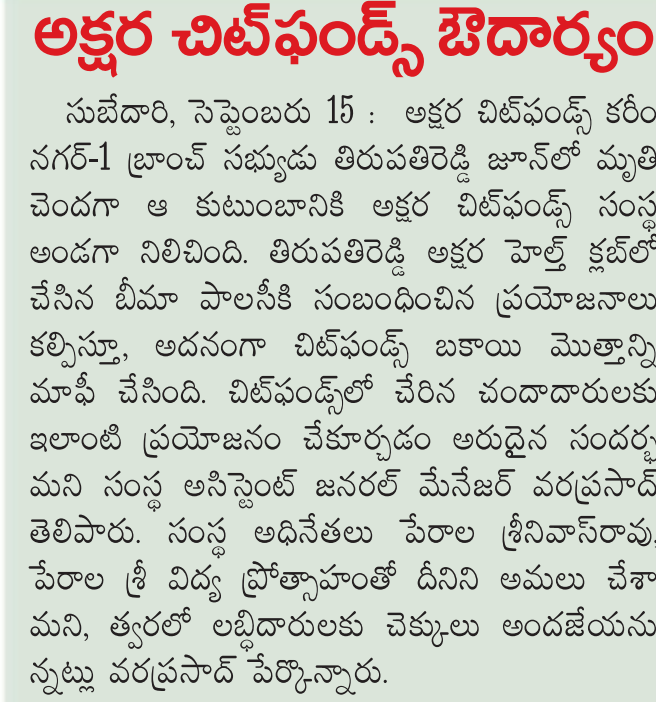 అక్షర చిట్‌ఫండ్స్ ఔదార్యం
సుబేదారి, సెప్టెంబరు 15 : అక్షర చిట్‌ఫండ్స్ కరీం
నగర్-1 బ్రాంచ్ సభ్యుడు తిరుపతిరెడ్డి జూన్‌లో మృతి
చెందగా ఆ కుటుంబానికి అక్షర చిట్‌ఫండ్స్ సంస్థ
అండగా నిలిచింది. తిరుపతిరెడ్డి అక్షర హెల్త్ క్లబ్‌లో
చేసిన బీమా పాలసీకి సంబంధించిన ప్రయోజనాలు
కల్పిస్తూ, అదనంగా చిట్‌ఫండ్స్ బకాయి మొత్తాన్ని
మాఫీ చేసింది. చిట్‌ఫండ్స్‌లో చేరిన చందాదారులకు
ఇలాంటి ప్రయోజనం చేకూర్చడం అరుదైన సందర్భ
మని సంస్థ అసిస్టెంట్ జనరల్ మేనేజర్ వరప్రసాద్
తెలిపారు. సంస్థ అధినేతలు పేరాల శ్రీనివాస్‌రావు,
పేరాల శ్రీ విద్య ప్రోత్సాహంతో దీనిని అమలు చేశా
మని, త్వరలో లబ్ధిదారులకు చెక్కులు అందజేయను
న్నట్లు వరప్రసాద్ పేర్కొన్నారు.